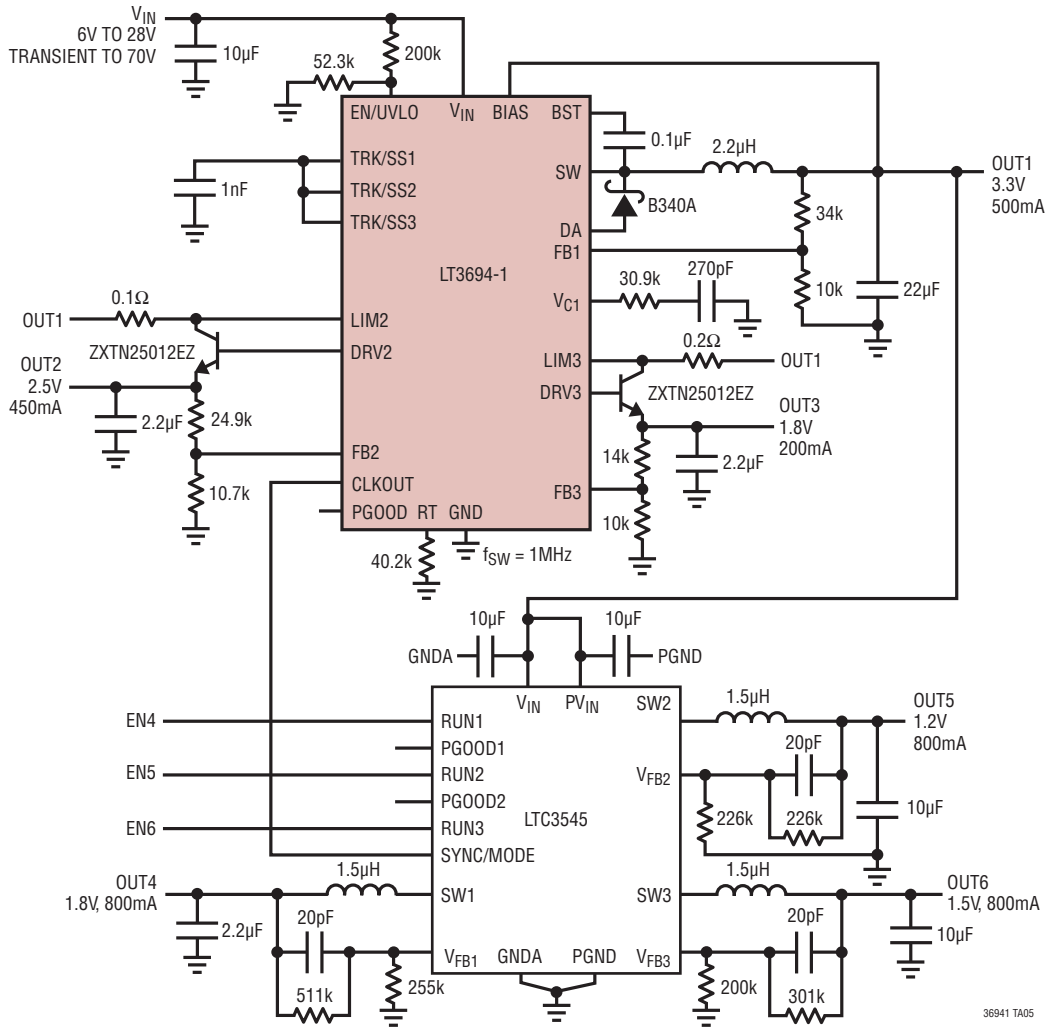 VIN
6V TO 28V
TRANSIENT TO 70V
10µF
52.3k
200k
EN/UVLO
VIN
BIAS
BST
0.1µF
2.2µH
TRK/SS1
SW
OUT1
3.3V
500mA
1nF
TRK/SS2
B340A
34k
TRK/SS3
DA
FB1
LT3694-1
30.9k
270pF
10k
22µF
VC1
0.1Ω
0.2Ω
OUT1
LIM2
LIM3
OUT1
ZXTN25012EZ
DRV2
DRV3
ZXTN25012EZ
OUT2
2.5V
450mA
OUT3
1.8V
200mA
2.2µF
24.9k
14k
2.2µF
FB2
CLKOUT
FB3
10.7k
PGOOD
RT
GND
10k
40.2k
fSW = 1MHz
10µF
10µF
GNDA
PGND
VIN
PVIN
SW2
1.5µH
OUT5
1.2V
800mA
EN4
RUN1
PGOOD1
20pF
EN5
RUN2
VFB2
PGOOD2
LTC3545
226k
226k
10µF
EN6
RUN3
SYNC/MODE
OUT4
1.8V, 800mA
1.5µH
SW1
SW3
1.5µH
OUT6
1.5V, 800mA
2.2µF
20pF
20pF
10µF
VFB1
GNDA
PGND
VFB3
511k
255k
200k
301k
36941 TA05